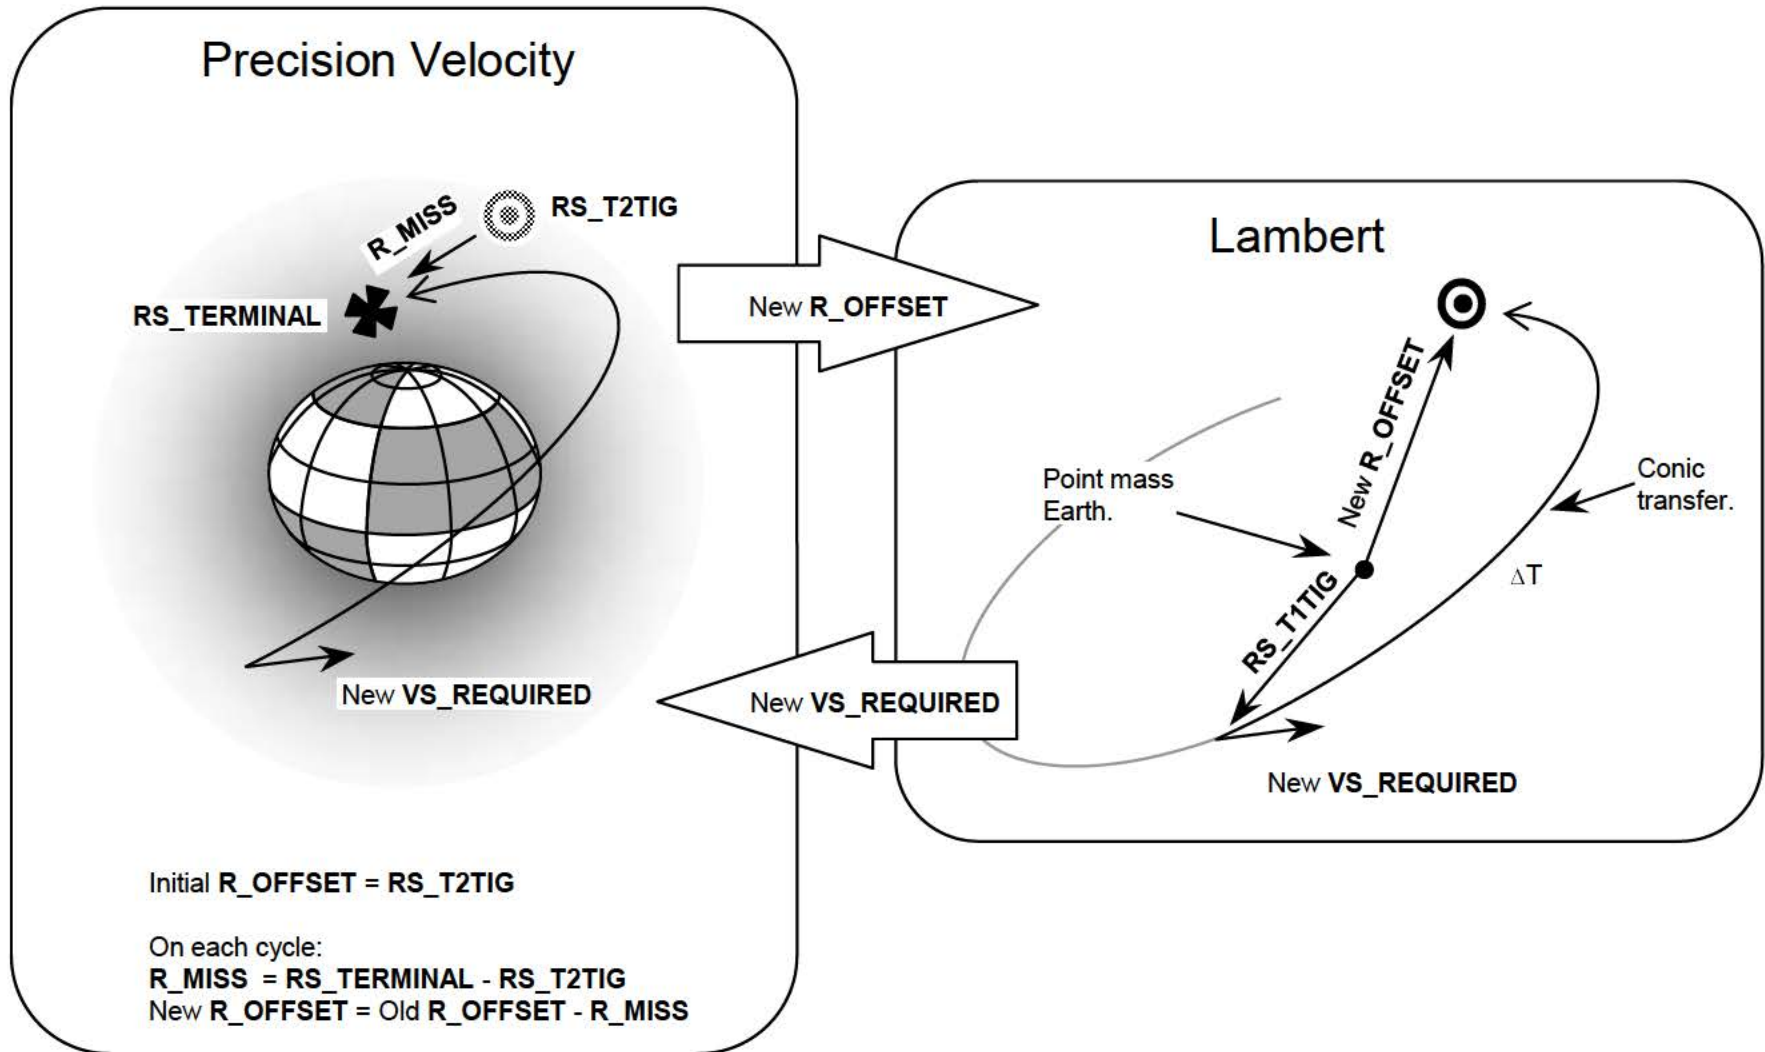 Precision Velocity
R_MISS
RS_T2TIG
RS_TERMINAL
New VS_REQUIRED
Initial R_OFFSET = RS_T2TIG
On each cycle:
R_MISS = RS_TERMINAL - RS_T2TIG
New R_OFFSET = Old R_OFFSET - R_MISS
New R_OFFSET
New VS_REQUIRED
Lambert
New R_OFFSET
Point mass
Earth.
Conic
transfer.
ΔT
RS_T1TIG
New VS_REQUIRED